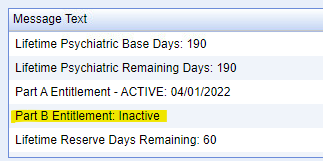 Message Text
Lifetime Psychiatric Base Days: 190
Lifetime Psychiatric Remaining Days: 190
Part A Entitlement - ACTIVE: 04/01/2022
Part B Entitlement: Inactive
Lifetime Reserve Days Remaining: 60